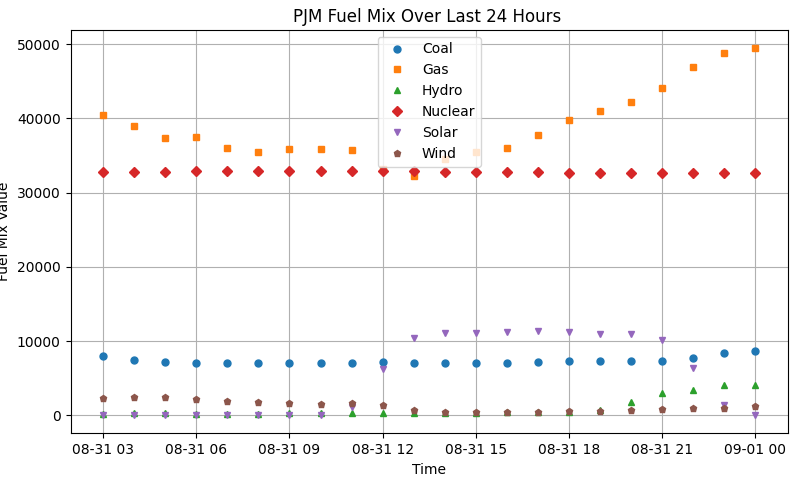 PJM Fuel Mix Over Last 24 Hours
50000
40000
30000
20000
10000
0
Fuel Mix Value
Coal
Gas
Hydro
Nuclear
Solar
Wind
08-31 03 08-31 06 08-31 09 08-31 12 08-31 15 08-31 18 08-31 21 09-01 00
Time